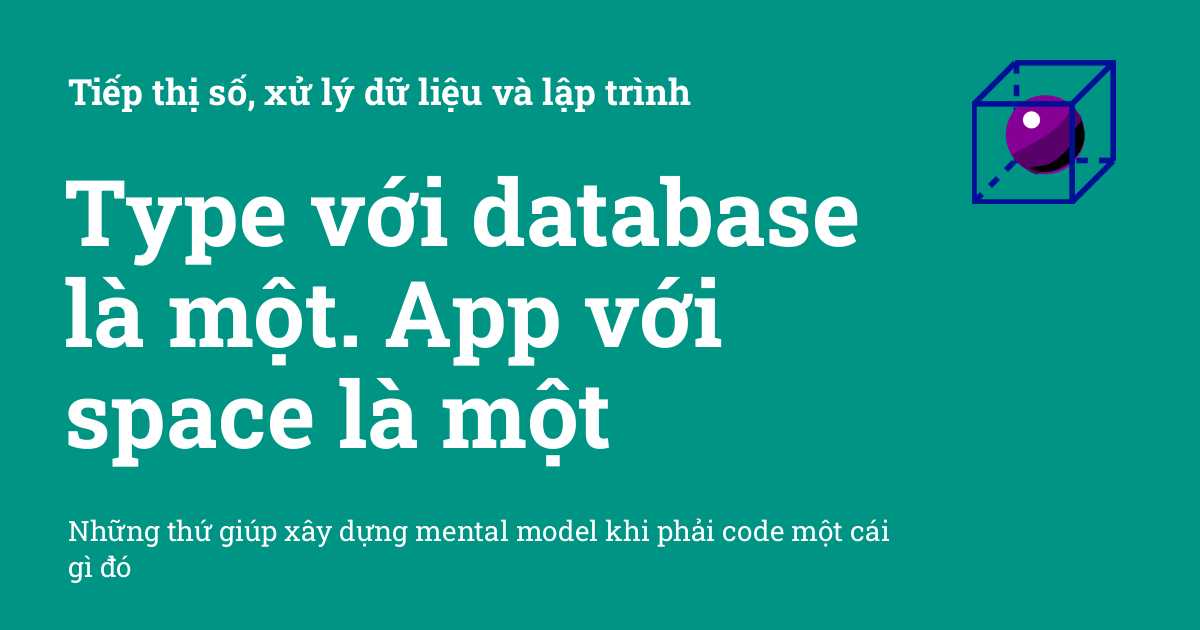 Tiếp thị số, xử lý dữ liệu và lập trình
Type với database
là một. App với
space là một
Những thứ giúp xây dựng mental model khi phải code một cái
gì đó